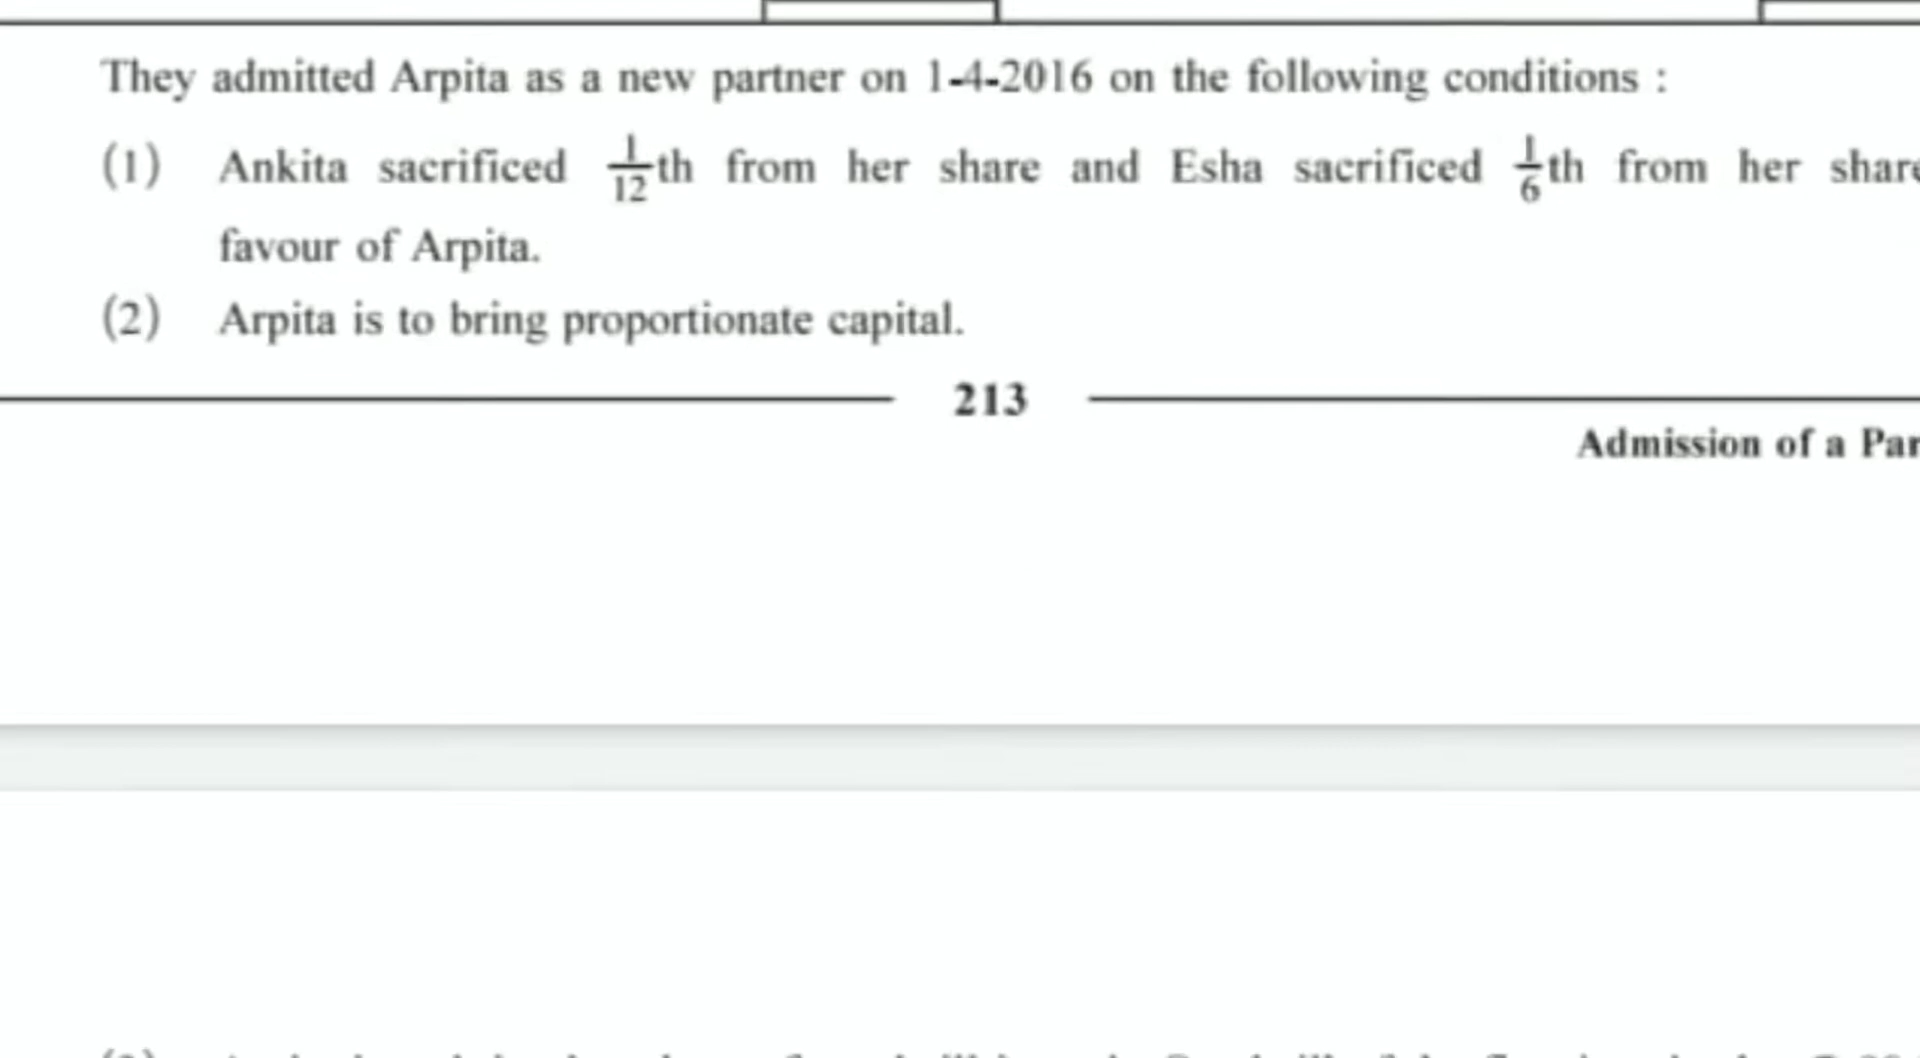 They admitted Arpita as a new partner on 1-4-2016 on the following conditions :
(1) Ankita sacrificed 1/12th from her share and Esha sacrificed 1/6th from her share
favour of Arpita.
(2) Arpita is to bring proportionate capital.
213
Admission of a Par